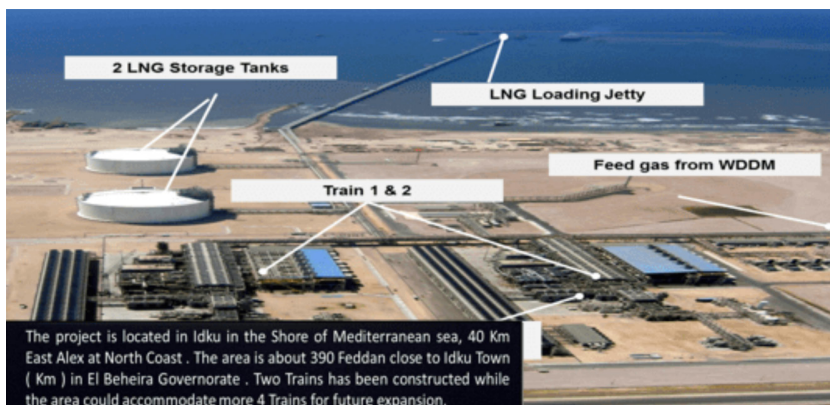 2 LNG Storage Tanks
LNG Loading Jetty
Feed gas from WDDM
Train 1 & 2
The project is located in Idku in the Shore of Mediterranean sea, 40 Km
East Alex at North Coast . The area is about 390 Feddan close to Idku Town
( Km ) in El Beheira Governorate . Two Trains has been constructed while
the area could accommodate more 4 Trains for future expansion.